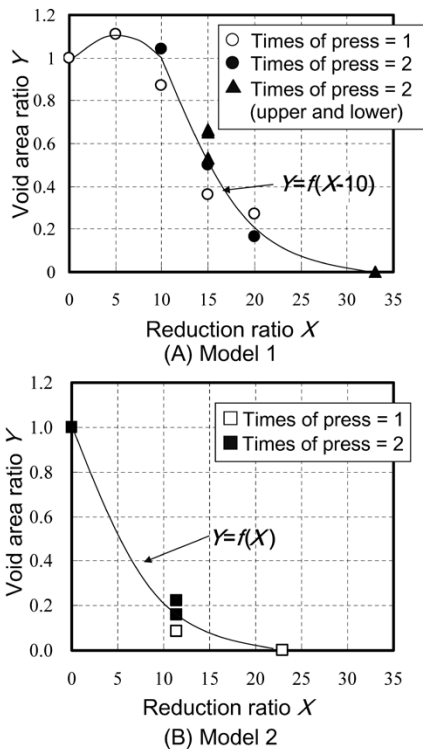 1.2
1
0.8
0.6
0.4
0.2
0
Void area ratio Y
Times of press = 1
Times of press = 2
Times of press = 2
(upper and lower)
Y=f(X-10)
0 5 10 15 20 25 30 35
Reduction ratio X
(A) Model 1
1.2
1.0
0.8
0.6
0.4
0.2
0.0
Void area ratio Y
Times of press = 1
Times of press = 2
Y=f(X)
0 5 10 15 20 25 30 35
Reduction ratio X
(B) Model 2